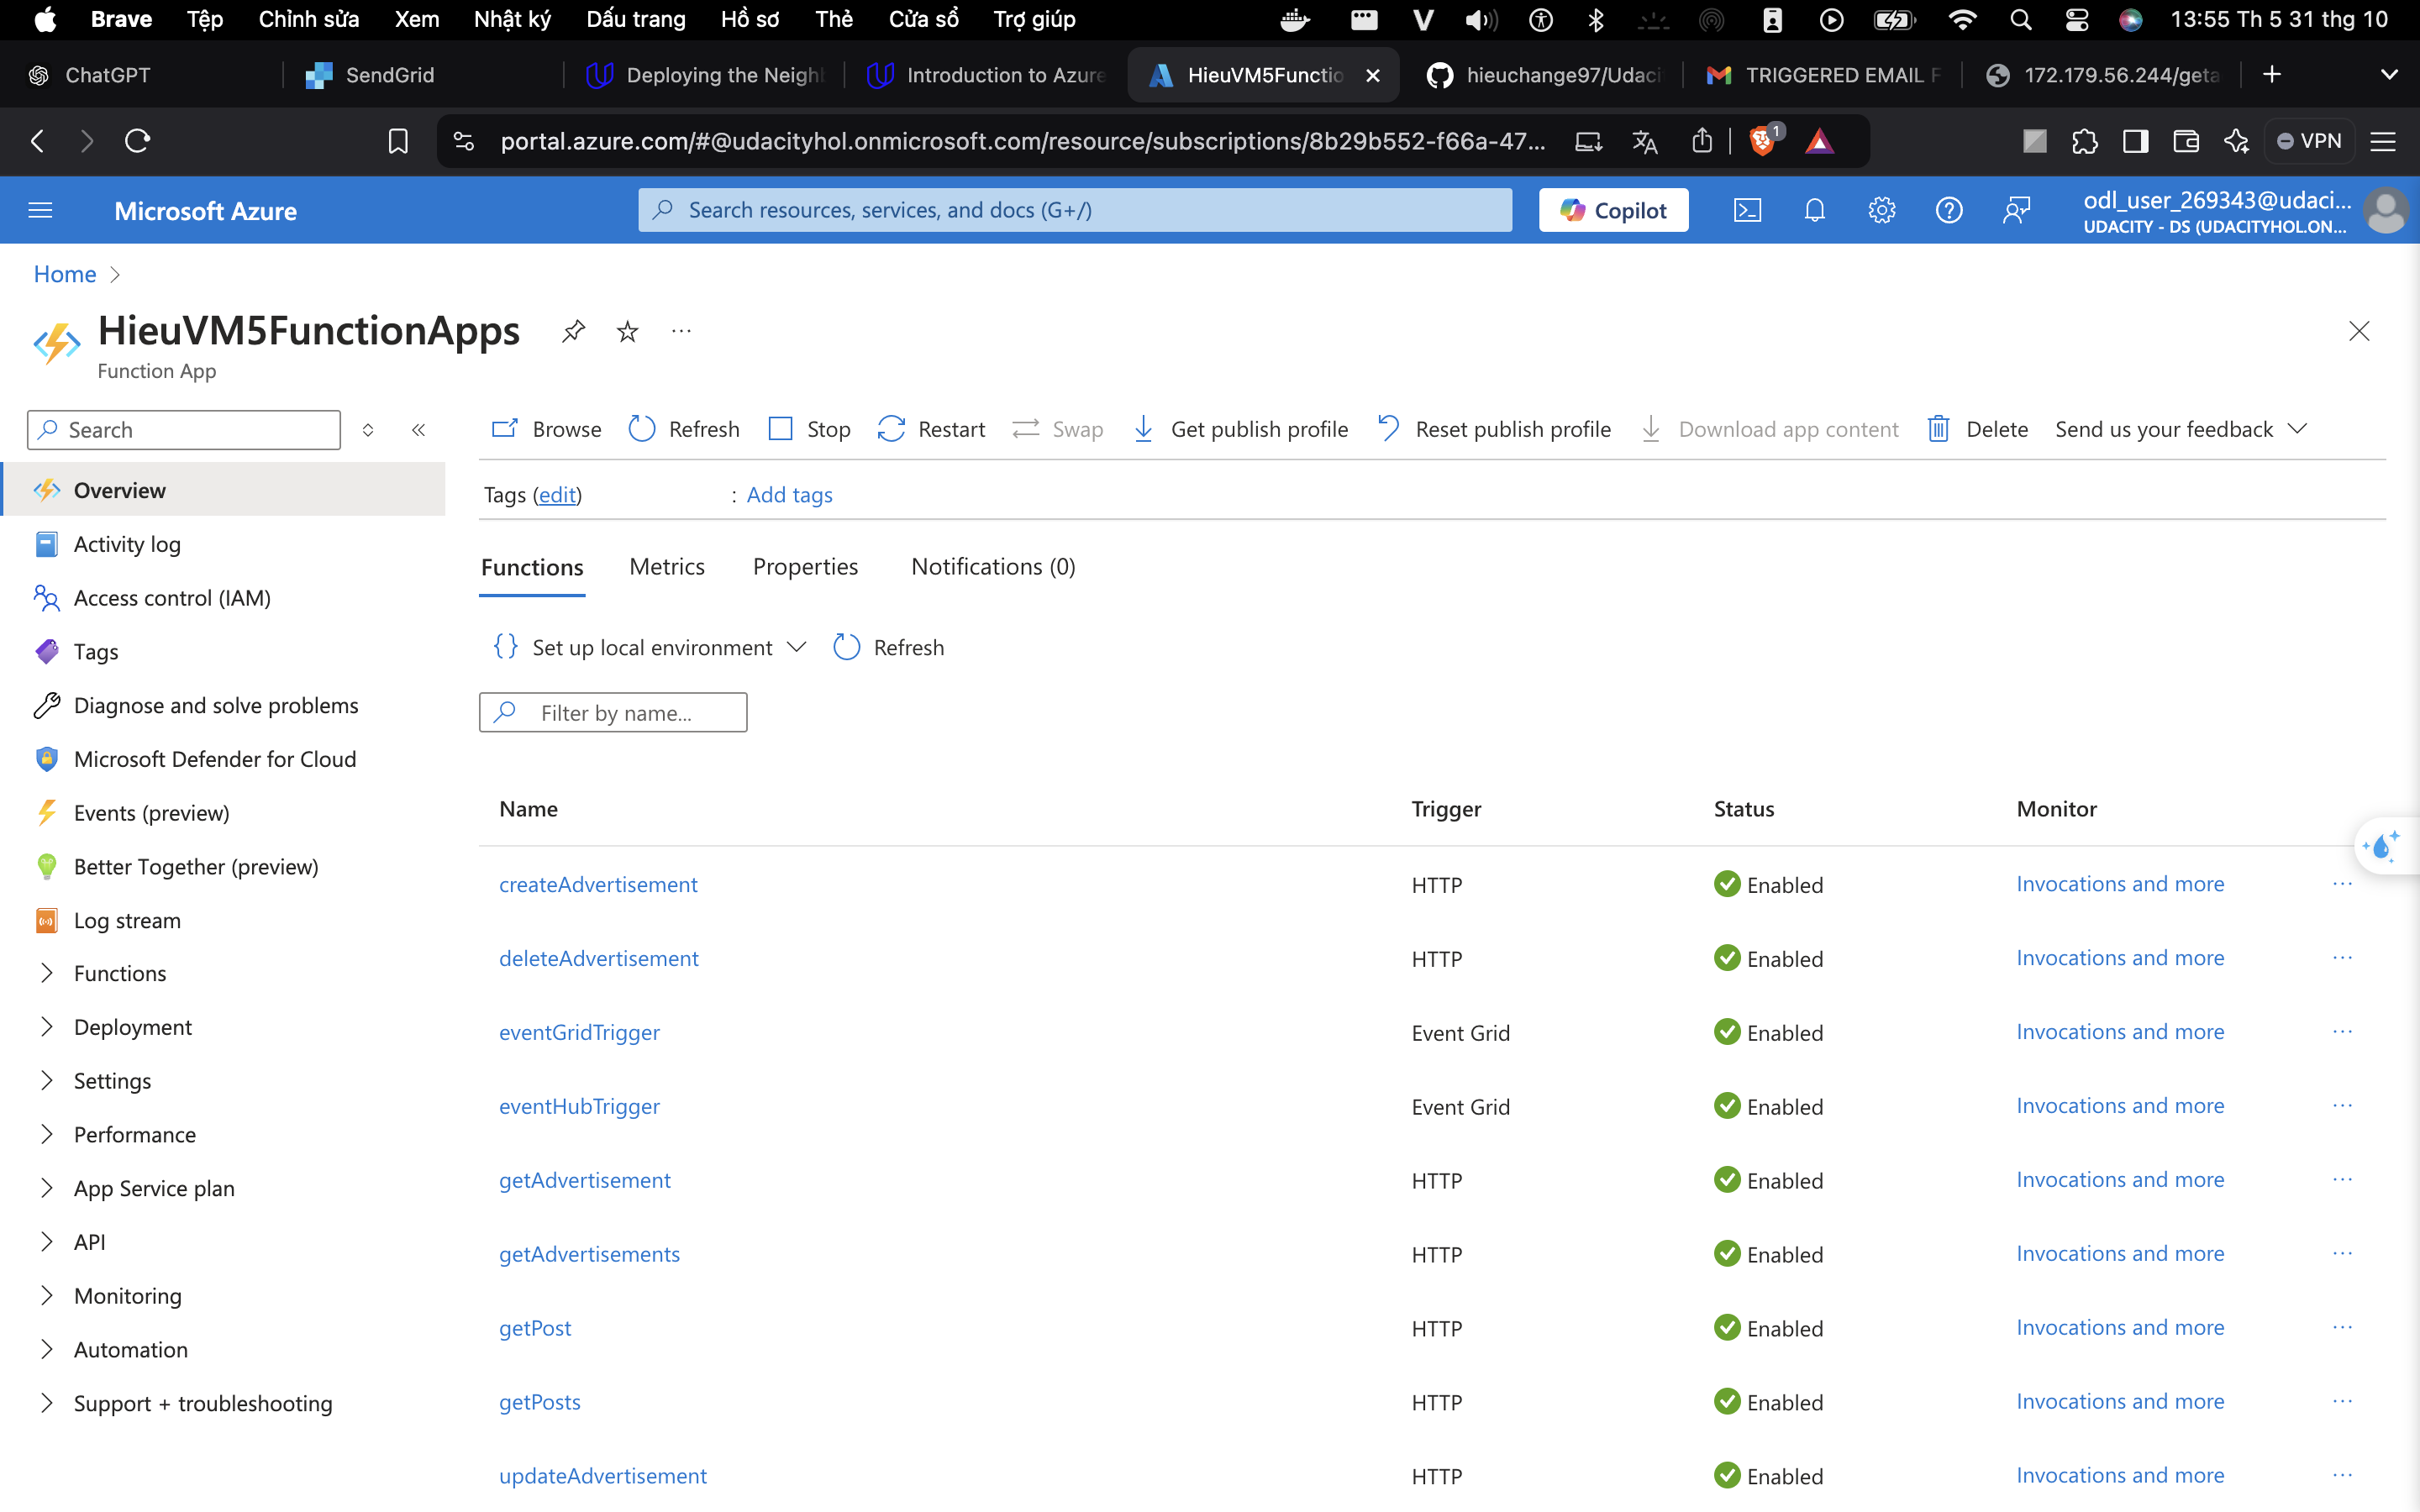 Brave Tệp Chỉnh sửa Xem Nhật ký Dấu trang Hồ sơ Thẻ Cửa sổ Trợ giúp 13:55 Th 5 31 thg 10
ChatGPT SendGrid Deploying the Neighb Introduction to Azure HieuVM5Functio hieuchange97/Udaci TRIGGERED EMAIL F 172.179.56.244/geta
portal.azure.com/#@udacityhol.onmicrosoft.com/resource/subscriptions/8b29b552-f66a-47... 1 VPN
Microsoft Azure Search resources, services, and docs (G+/) Copilot odl_user_269343@udaci...
UDACITY - DS (UDACITYHOL.ON...
Home
HieuVM5FunctionApps
Function App
Search Browse Refresh Stop Restart Swap Get publish profile Reset publish profile Download app content Delete Send us your feedback
Overview
Activity log
Access control (IAM)
Tags
Diagnose and solve problems
Microsoft Defender for Cloud
Events (preview)
Better Together (preview)
Log stream
Functions
Deployment
Settings
Performance
App Service plan
API
Monitoring
Automation
Support + troubleshooting
Tags (edit) : Add tags
Functions Metrics Properties Notifications (0)
Set up local environment Refresh
Filter by name...
Name Trigger Status Monitor
createAdvertisement HTTP Enabled Invocations and more
deleteAdvertisement HTTP Enabled Invocations and more
eventGridTrigger Event Grid Enabled Invocations and more
eventHubTrigger Event Grid Enabled Invocations and more
getAdvertisement HTTP Enabled Invocations and more
getAdvertisements HTTP Enabled Invocations and more
getPost HTTP Enabled Invocations and more
getPosts HTTP Enabled Invocations and more
updateAdvertisement HTTP Enabled Invocations and more